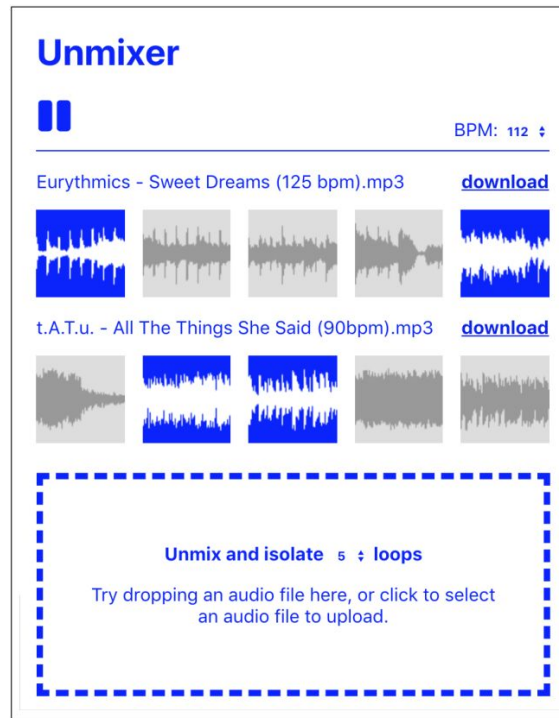 Unmixer
BPM: 112
Eurythmics - Sweet Dreams (125 bpm).mp3 download
t.A.T.u. - All The Things She Said (90bpm).mp3 download
Unmix and isolate 5 loops
Try dropping an audio file here, or click to select
an audio file to upload.